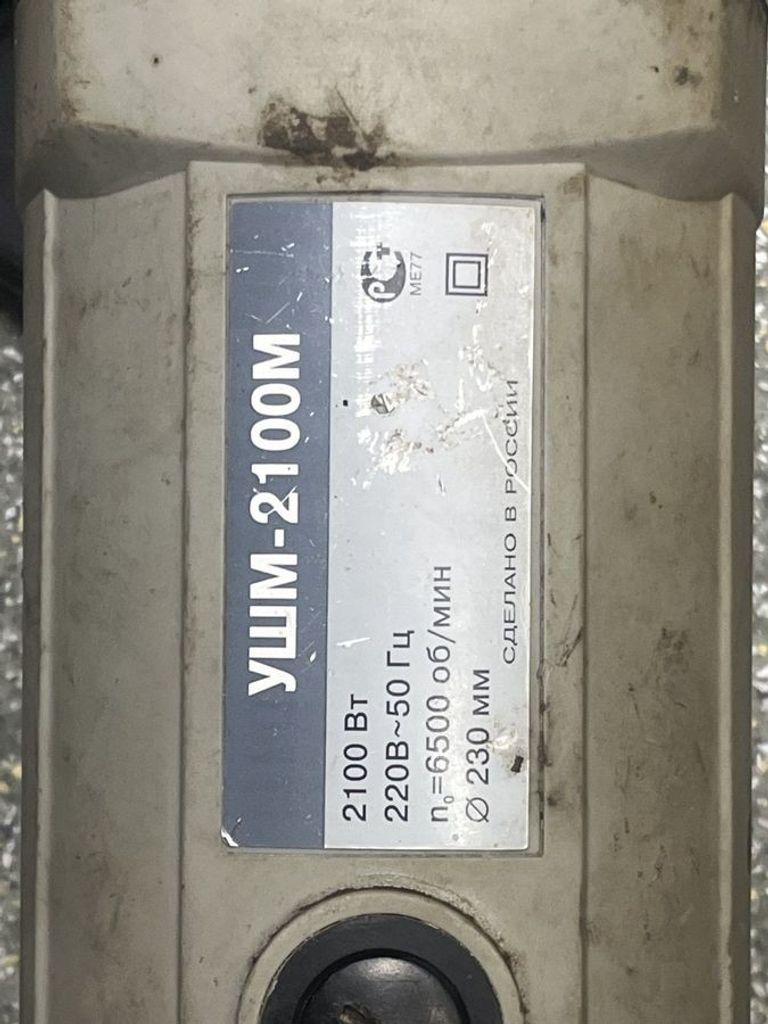 УШМ-2100М
2100 Вт
220В~50 Гц
n₀=6500 об/мин
Ø 230 мм
СДЕЛАНО В РОССИИ
МЕ77